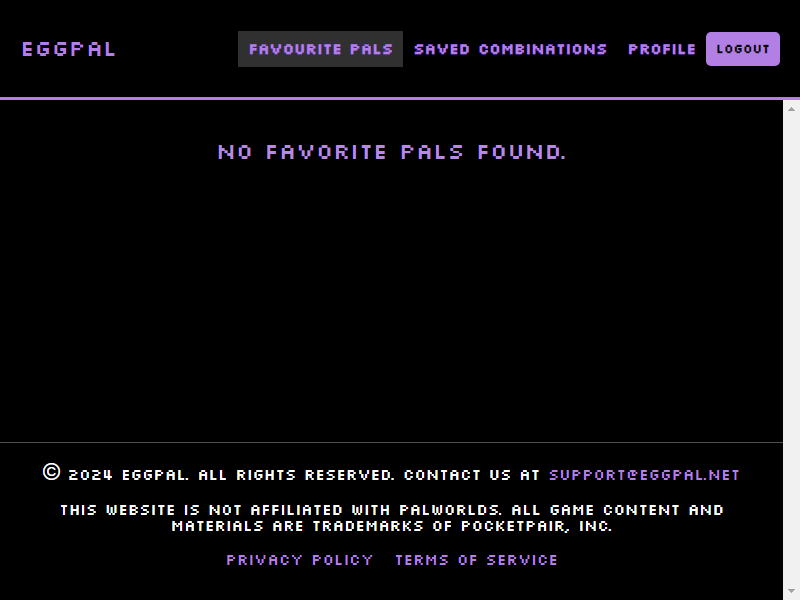 EGGPAL
FAVOURITE PALS
SAVED COMBINATIONS
PROFILE
LOGOUT
NO FAVORITE PALS FOUND.
© 2024 EGGPAL. ALL RIGHTS RESERVED. CONTACT US AT SUPPORT@EGGPAL.NET
THIS WEBSITE IS NOT AFFILIATED WITH PALWORLDS. ALL GAME CONTENT AND
MATERIALS ARE TRADEMARKS OF POCKETPAIR, INC.
PRIVACY POLICY TERMS OF SERVICE